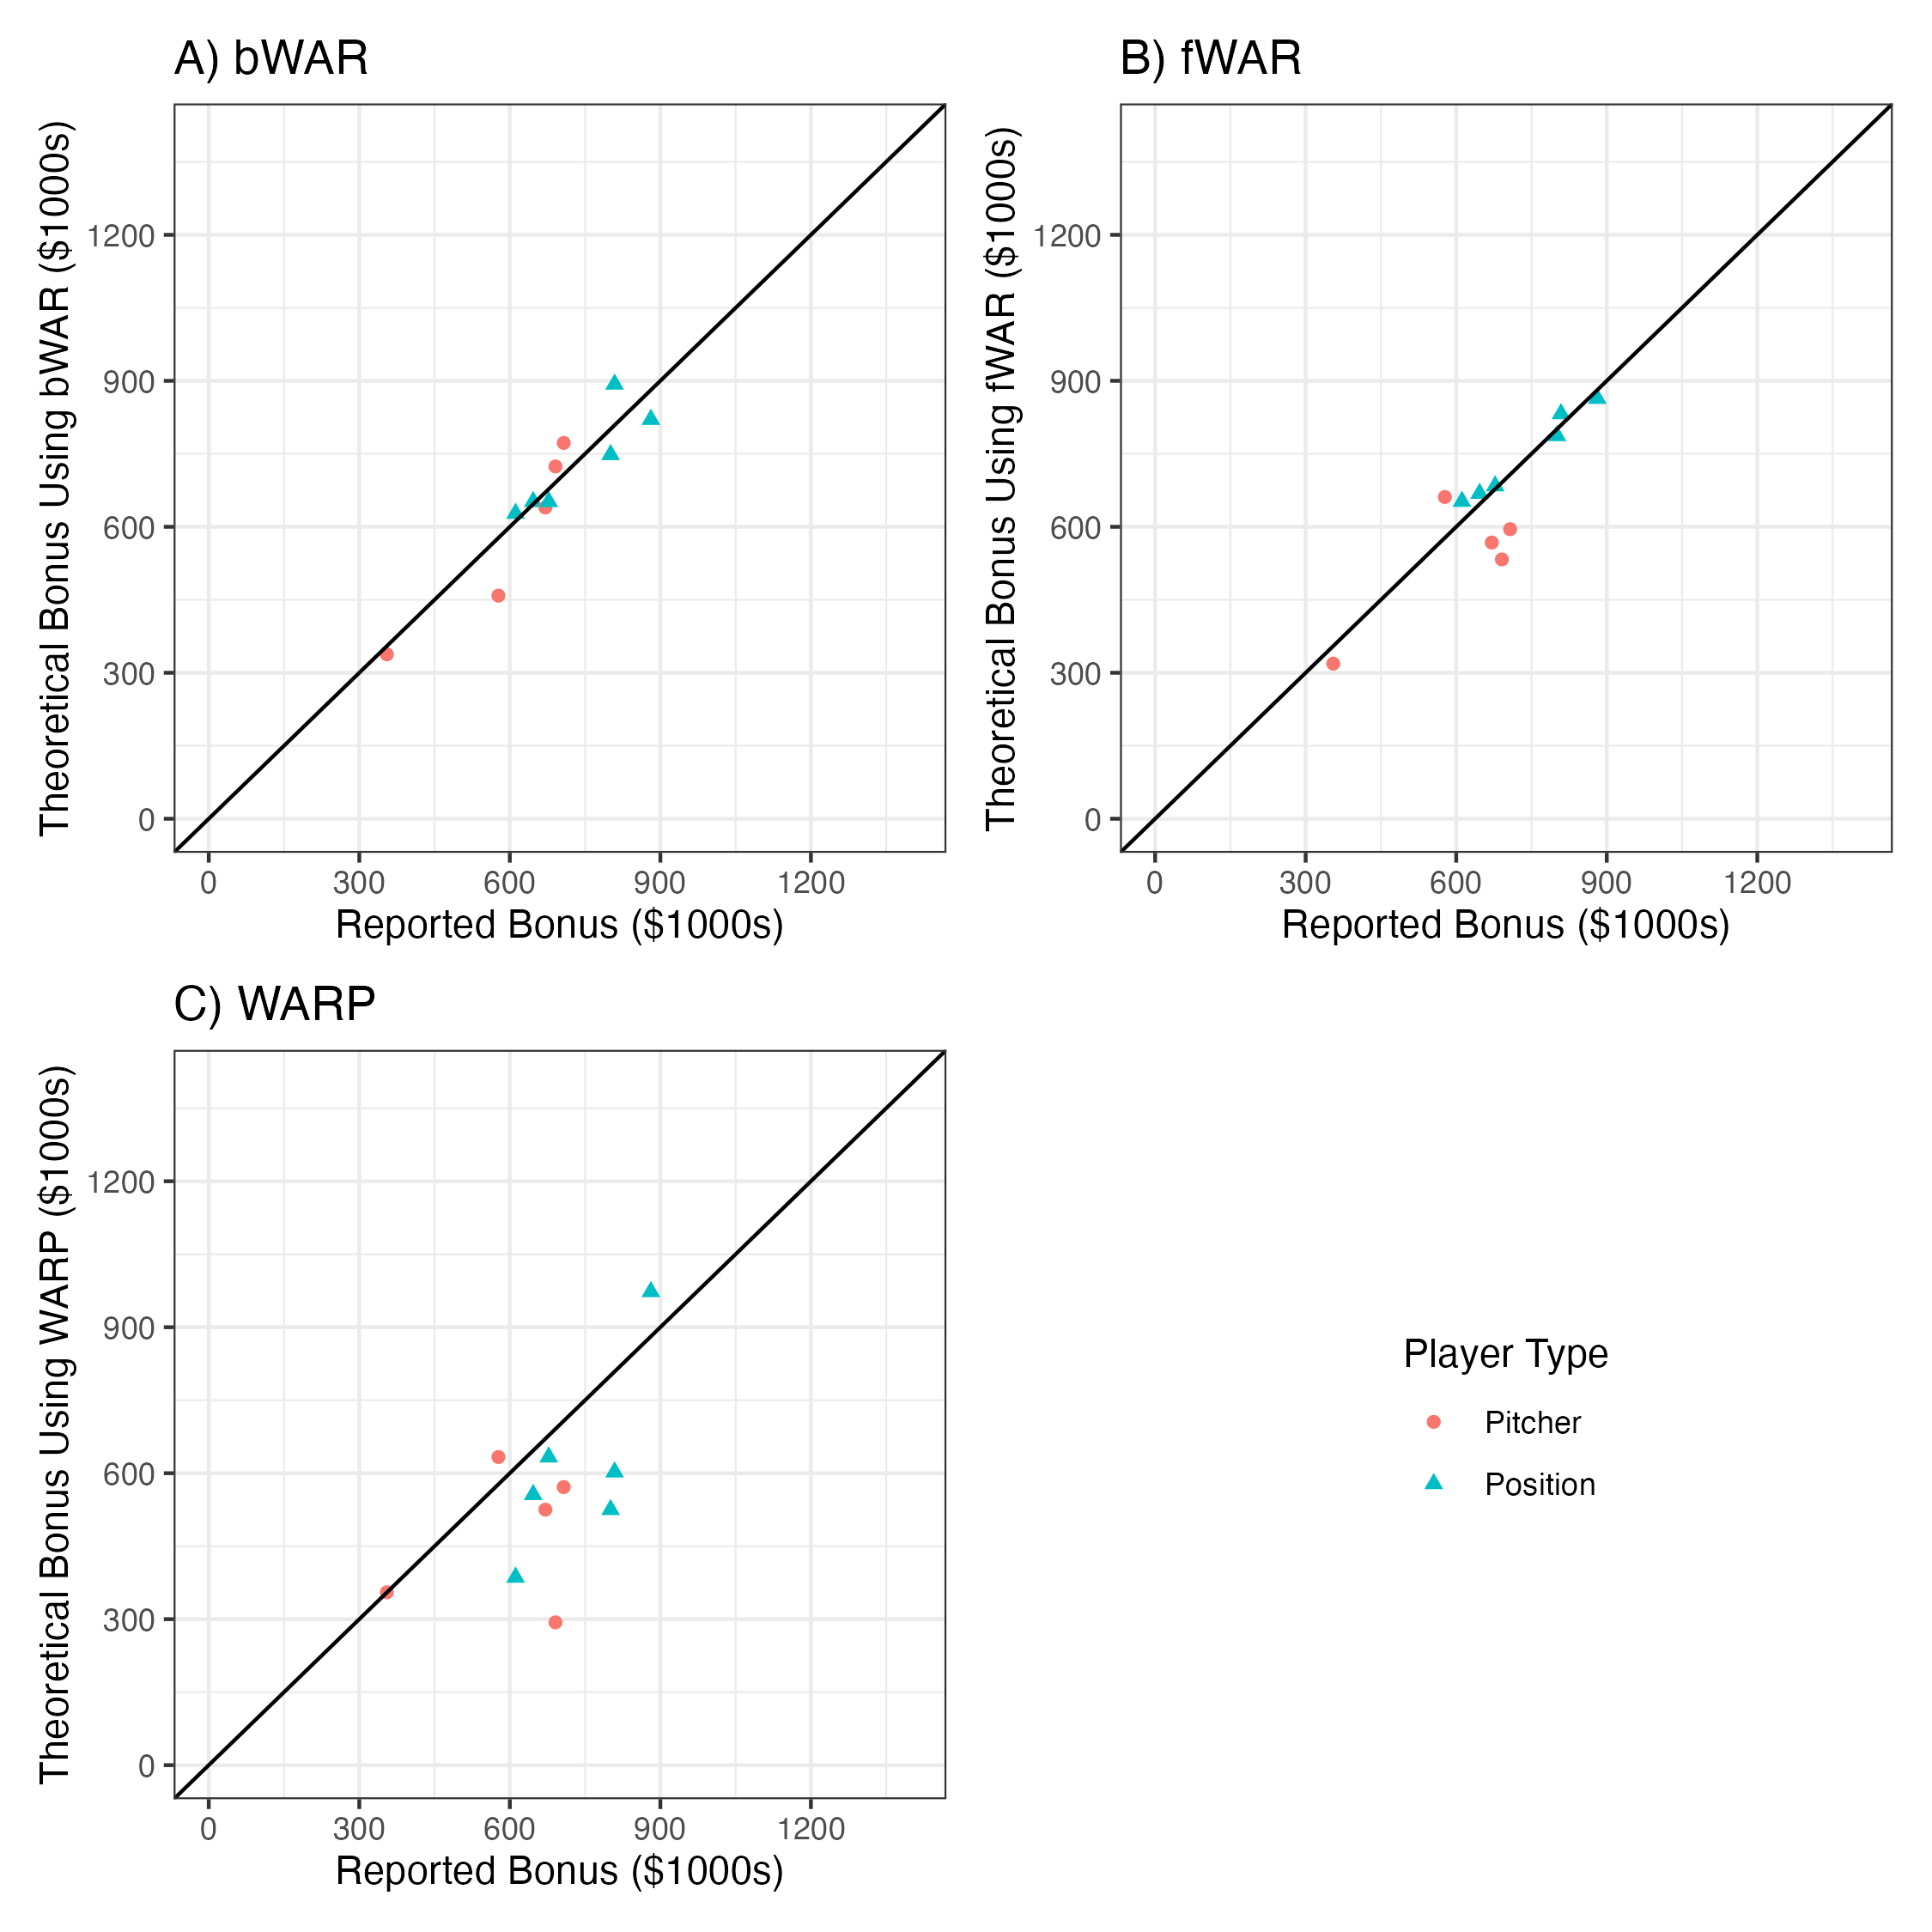 A) bWAR
Theoretical Bonus Using bWAR ($1000s)
1200
900
600
300
0
0 300 600 900 1200
Reported Bonus ($1000s)
B) fWAR
Theoretical Bonus Using fWAR ($1000s)
1200
900
600
300
0
0 300 600 900 1200
Reported Bonus ($1000s)
C) WARP
Theoretical Bonus Using WARP ($1000s)
1200
900
600
300
0
0 300 600 900 1200
Reported Bonus ($1000s)
Player Type
Pitcher
Position